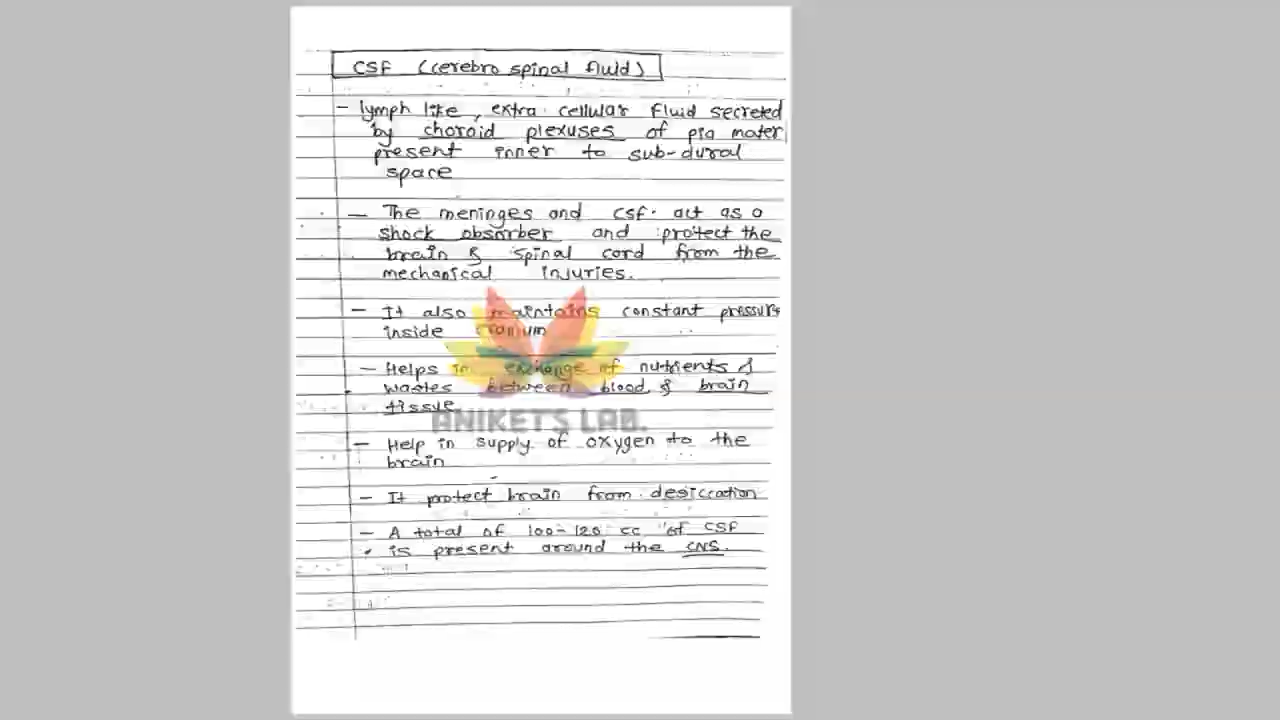 CSF (cerebro spinal fluid)
- lymph like, extra cellular fluid secreted
by choroid plexuses of pia mater
present inner to sub-dural
space
- The meninges and CSF. act as a
shock absorber and protect the
brain & spinal cord from the
mechanical injuries.
- It also maintains constant pressure
inside cranium
- Helps in exchange of nutrients &
wastes between blood & brain
tissue
ANIKET'S LAB.
- Help in supply of oxygen to the
brain
- It protect brain from desiccation
- A total of 100-120 cc of CSF
is present around the CNS.